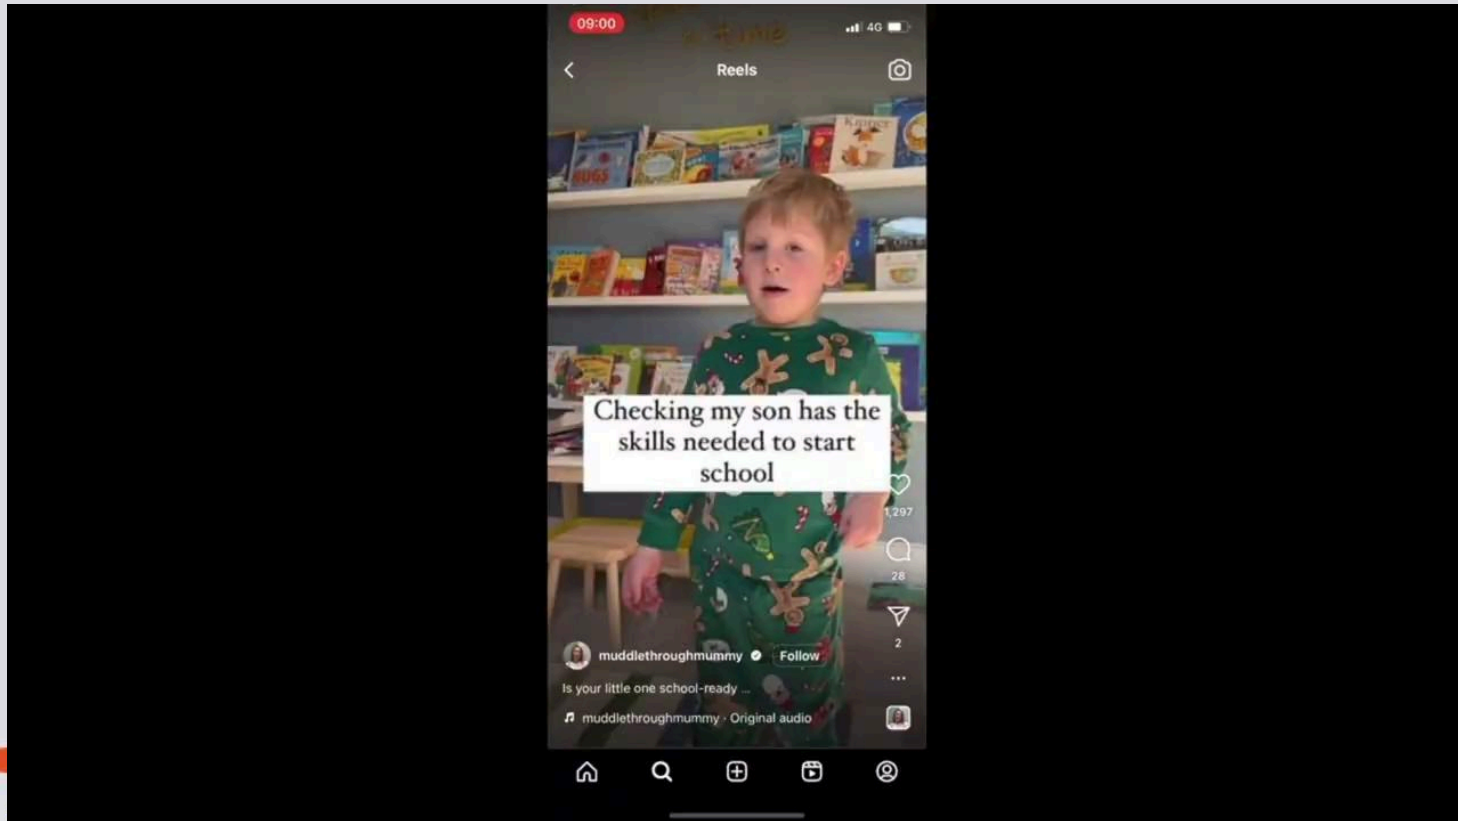 09:00
4G
Reels
Kipper
BUGS
Checking my son has the
skills needed to start
school
1,297
28
2
muddlethroughmummy
Follow
Is your little one school-ready ...
muddlethroughmummy · Original audio